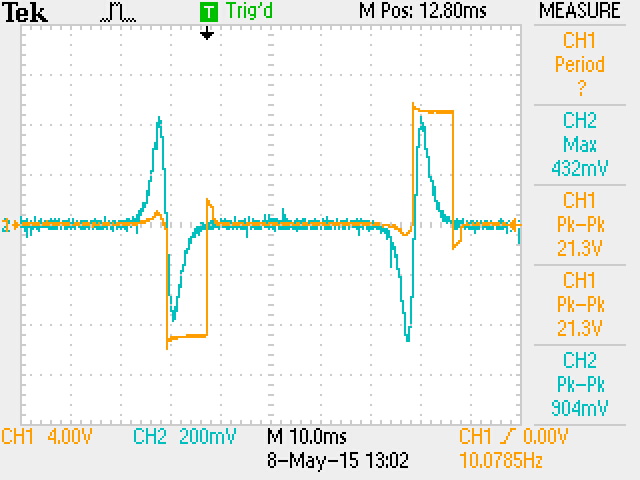 Tek T Trig'd M Pos: 12.80ms MEASURE
CH1
Period
?
CH2
Max
432mV
CH1
Pk-Pk
21.3V
CH1
Pk-Pk
21.3V
CH2
Pk-Pk
904mV
CH1 4.00V CH2 200mV M 10.0ms CH1 0.00V
8-May-15 13:02 10.0785Hz